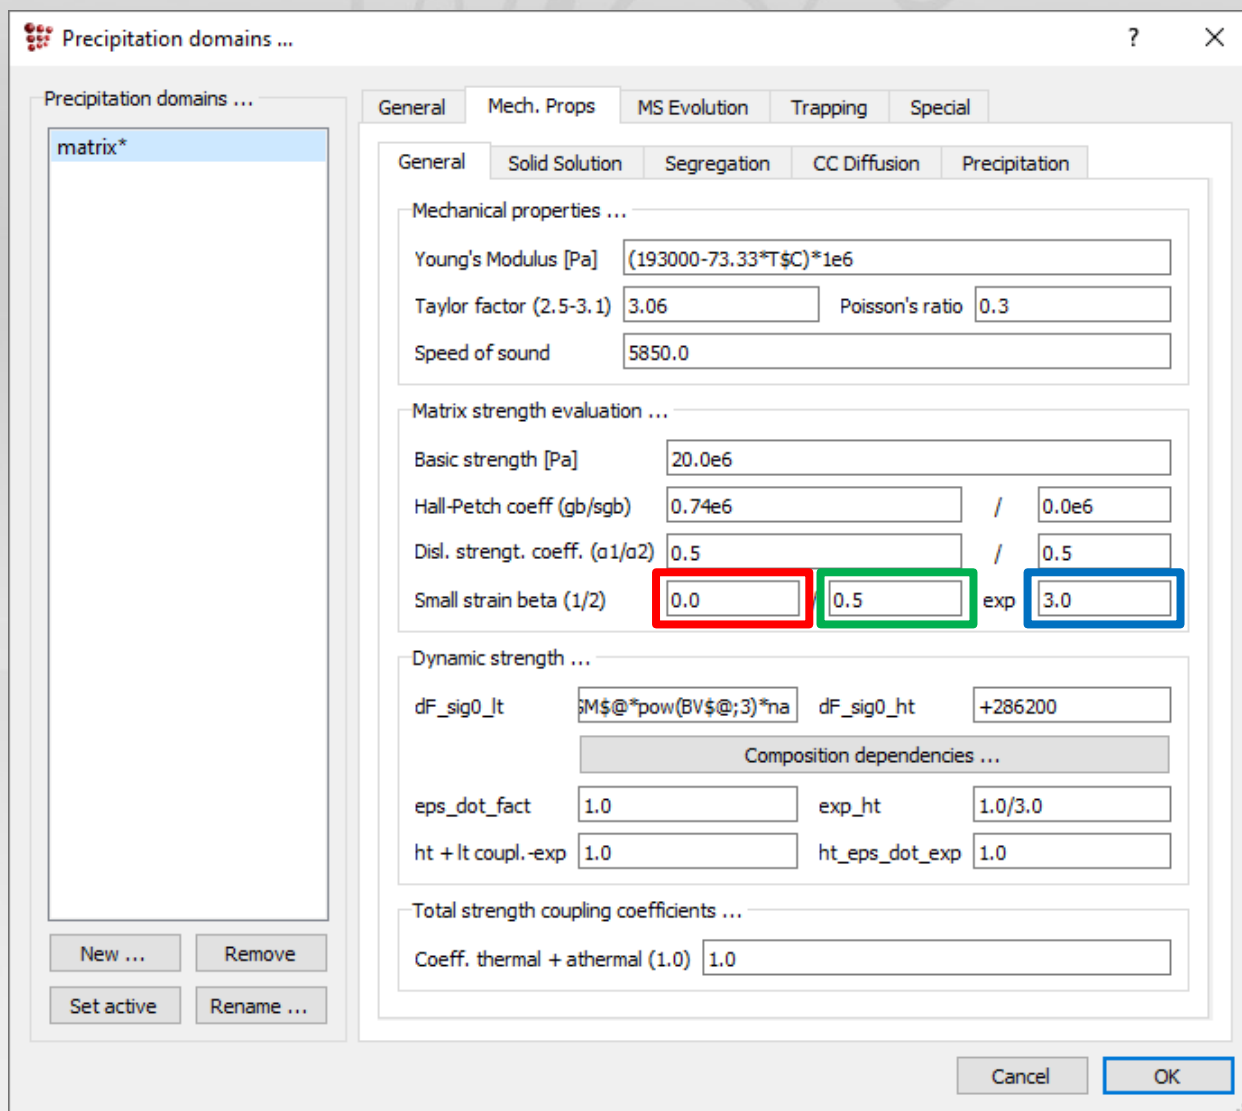 Precipitation domains ... ?
Precipitation domains ...
matrix*
New ... Remove
Set active Rename ...
General Mech. Props MS Evolution Trapping Special
General Solid Solution Segregation CC Diffusion Precipitation
Mechanical properties ...
Young's Modulus [Pa] (193000-73.33*T$C)*1e6
Taylor factor (2.5-3.1) 3.06 Poisson's ratio 0.3
Speed of sound 5850.0
Matrix strength evaluation ...
Basic strength [Pa] 20.0e6
Hall-Petch coeff (gb/sgb) 0.74e6 / 0.0e6
Disl. strengt. coeff. (α1/α2) 0.5 / 0.5
Small strain beta (1/2) 0.0 / 0.5 exp 3.0
Dynamic strength ...
dF_sig0_lt $M$@*pow(BV$@;3)*na dF_sig0_ht +286200
Composition dependencies ...
eps_dot_fact 1.0 exp_ht 1.0/3.0
ht + lt coupl.-exp 1.0 ht_eps_dot_exp 1.0
Total strength coupling coefficients ...
Coeff. thermal + athermal (1.0) 1.0
Cancel OK